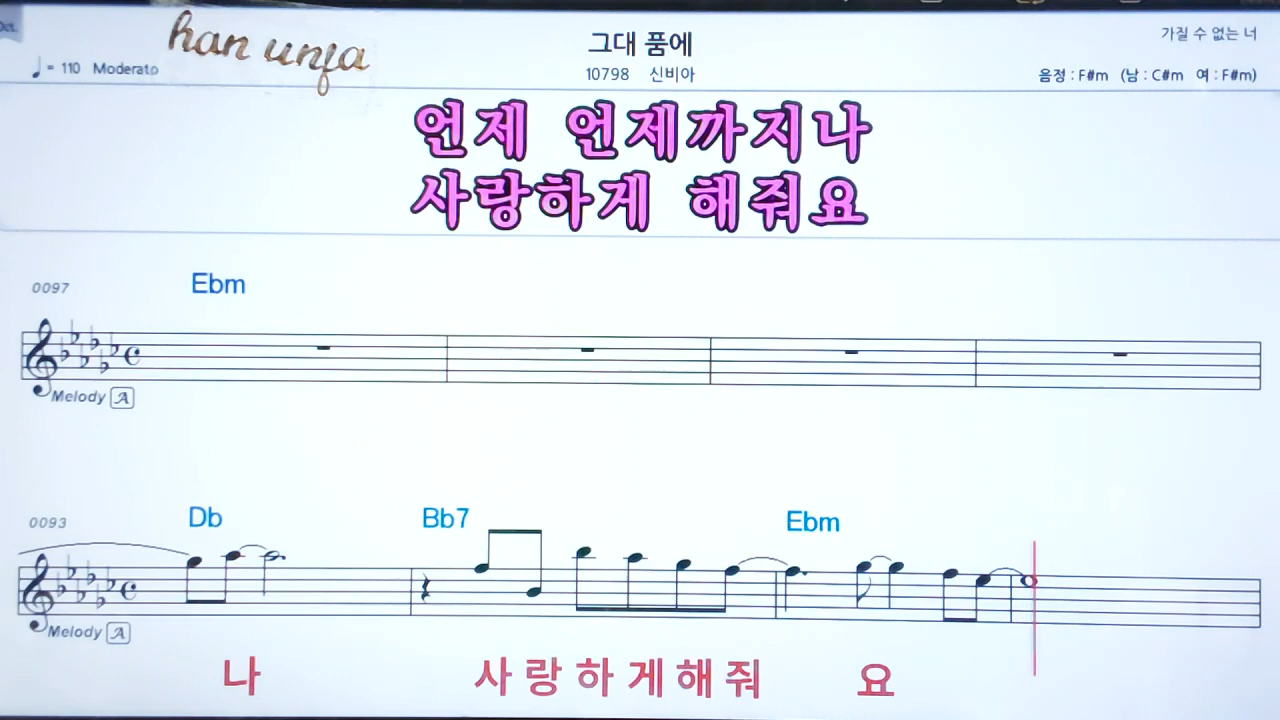 han unja
그대 품에
가질 수 없는 너
♩= 110 Moderato
10798 신비아
음정 : F#m (남 : C#m 여 : F#m)
언제 언제까지나
사랑하게 해줘요
0097
Ebm
Melody A
0093
Db Bb7 Ebm
Melody A
나 사랑하게해줘 요